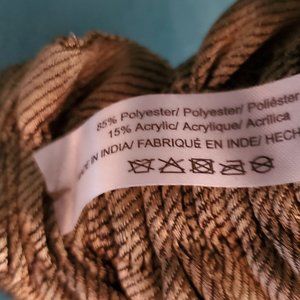 85% Polyester/ Polyester/ Poliéster
15% Acrylic/ Acrylique/ Acrílica
IN INDIA/ FABRIQUÉ EN INDE/ HECH